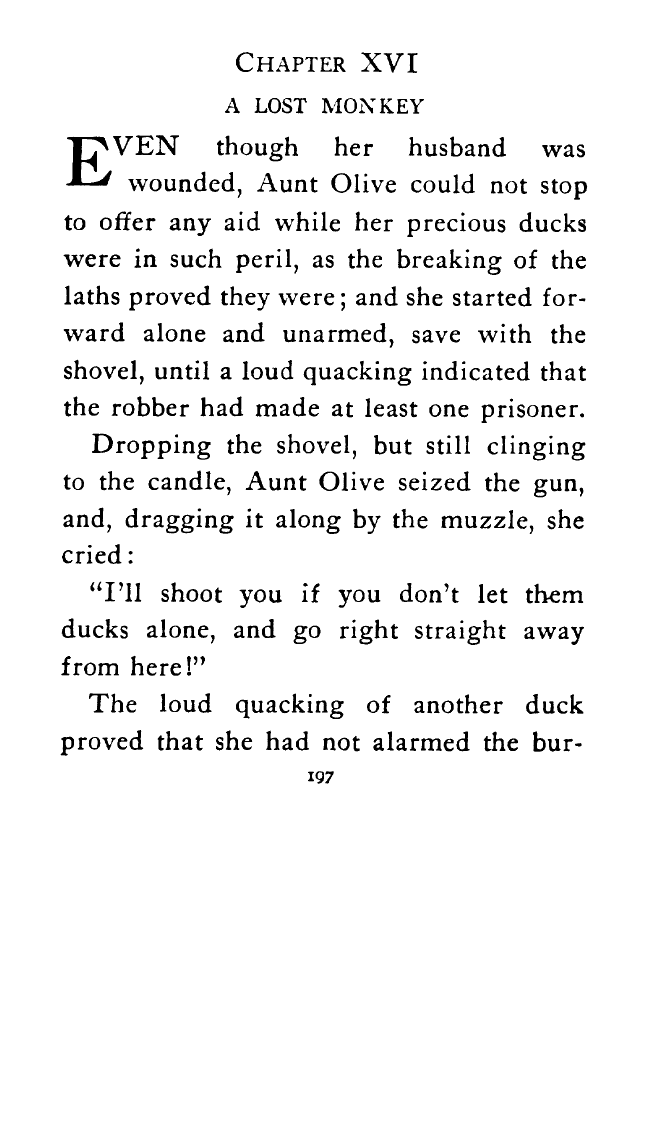 CHAPTER XVI
A LOST MONKEY
EVEN though her husband was
wounded, Aunt Olive could not stop
to offer any aid while her precious ducks
were in such peril, as the breaking of the
laths proved they were; and she started for-
ward alone and unarmed, save with the
shovel, until a loud quacking indicated that
the robber had made at least one prisoner.
Dropping the shovel, but still clinging
to the candle, Aunt Olive seized the gun,
and, dragging it along by the muzzle, she
cried:
“I’ll shoot you if you don’t let them
ducks alone, and go right straight away
from here!”
The loud quacking of another duck
proved that she had not alarmed the bur-
197